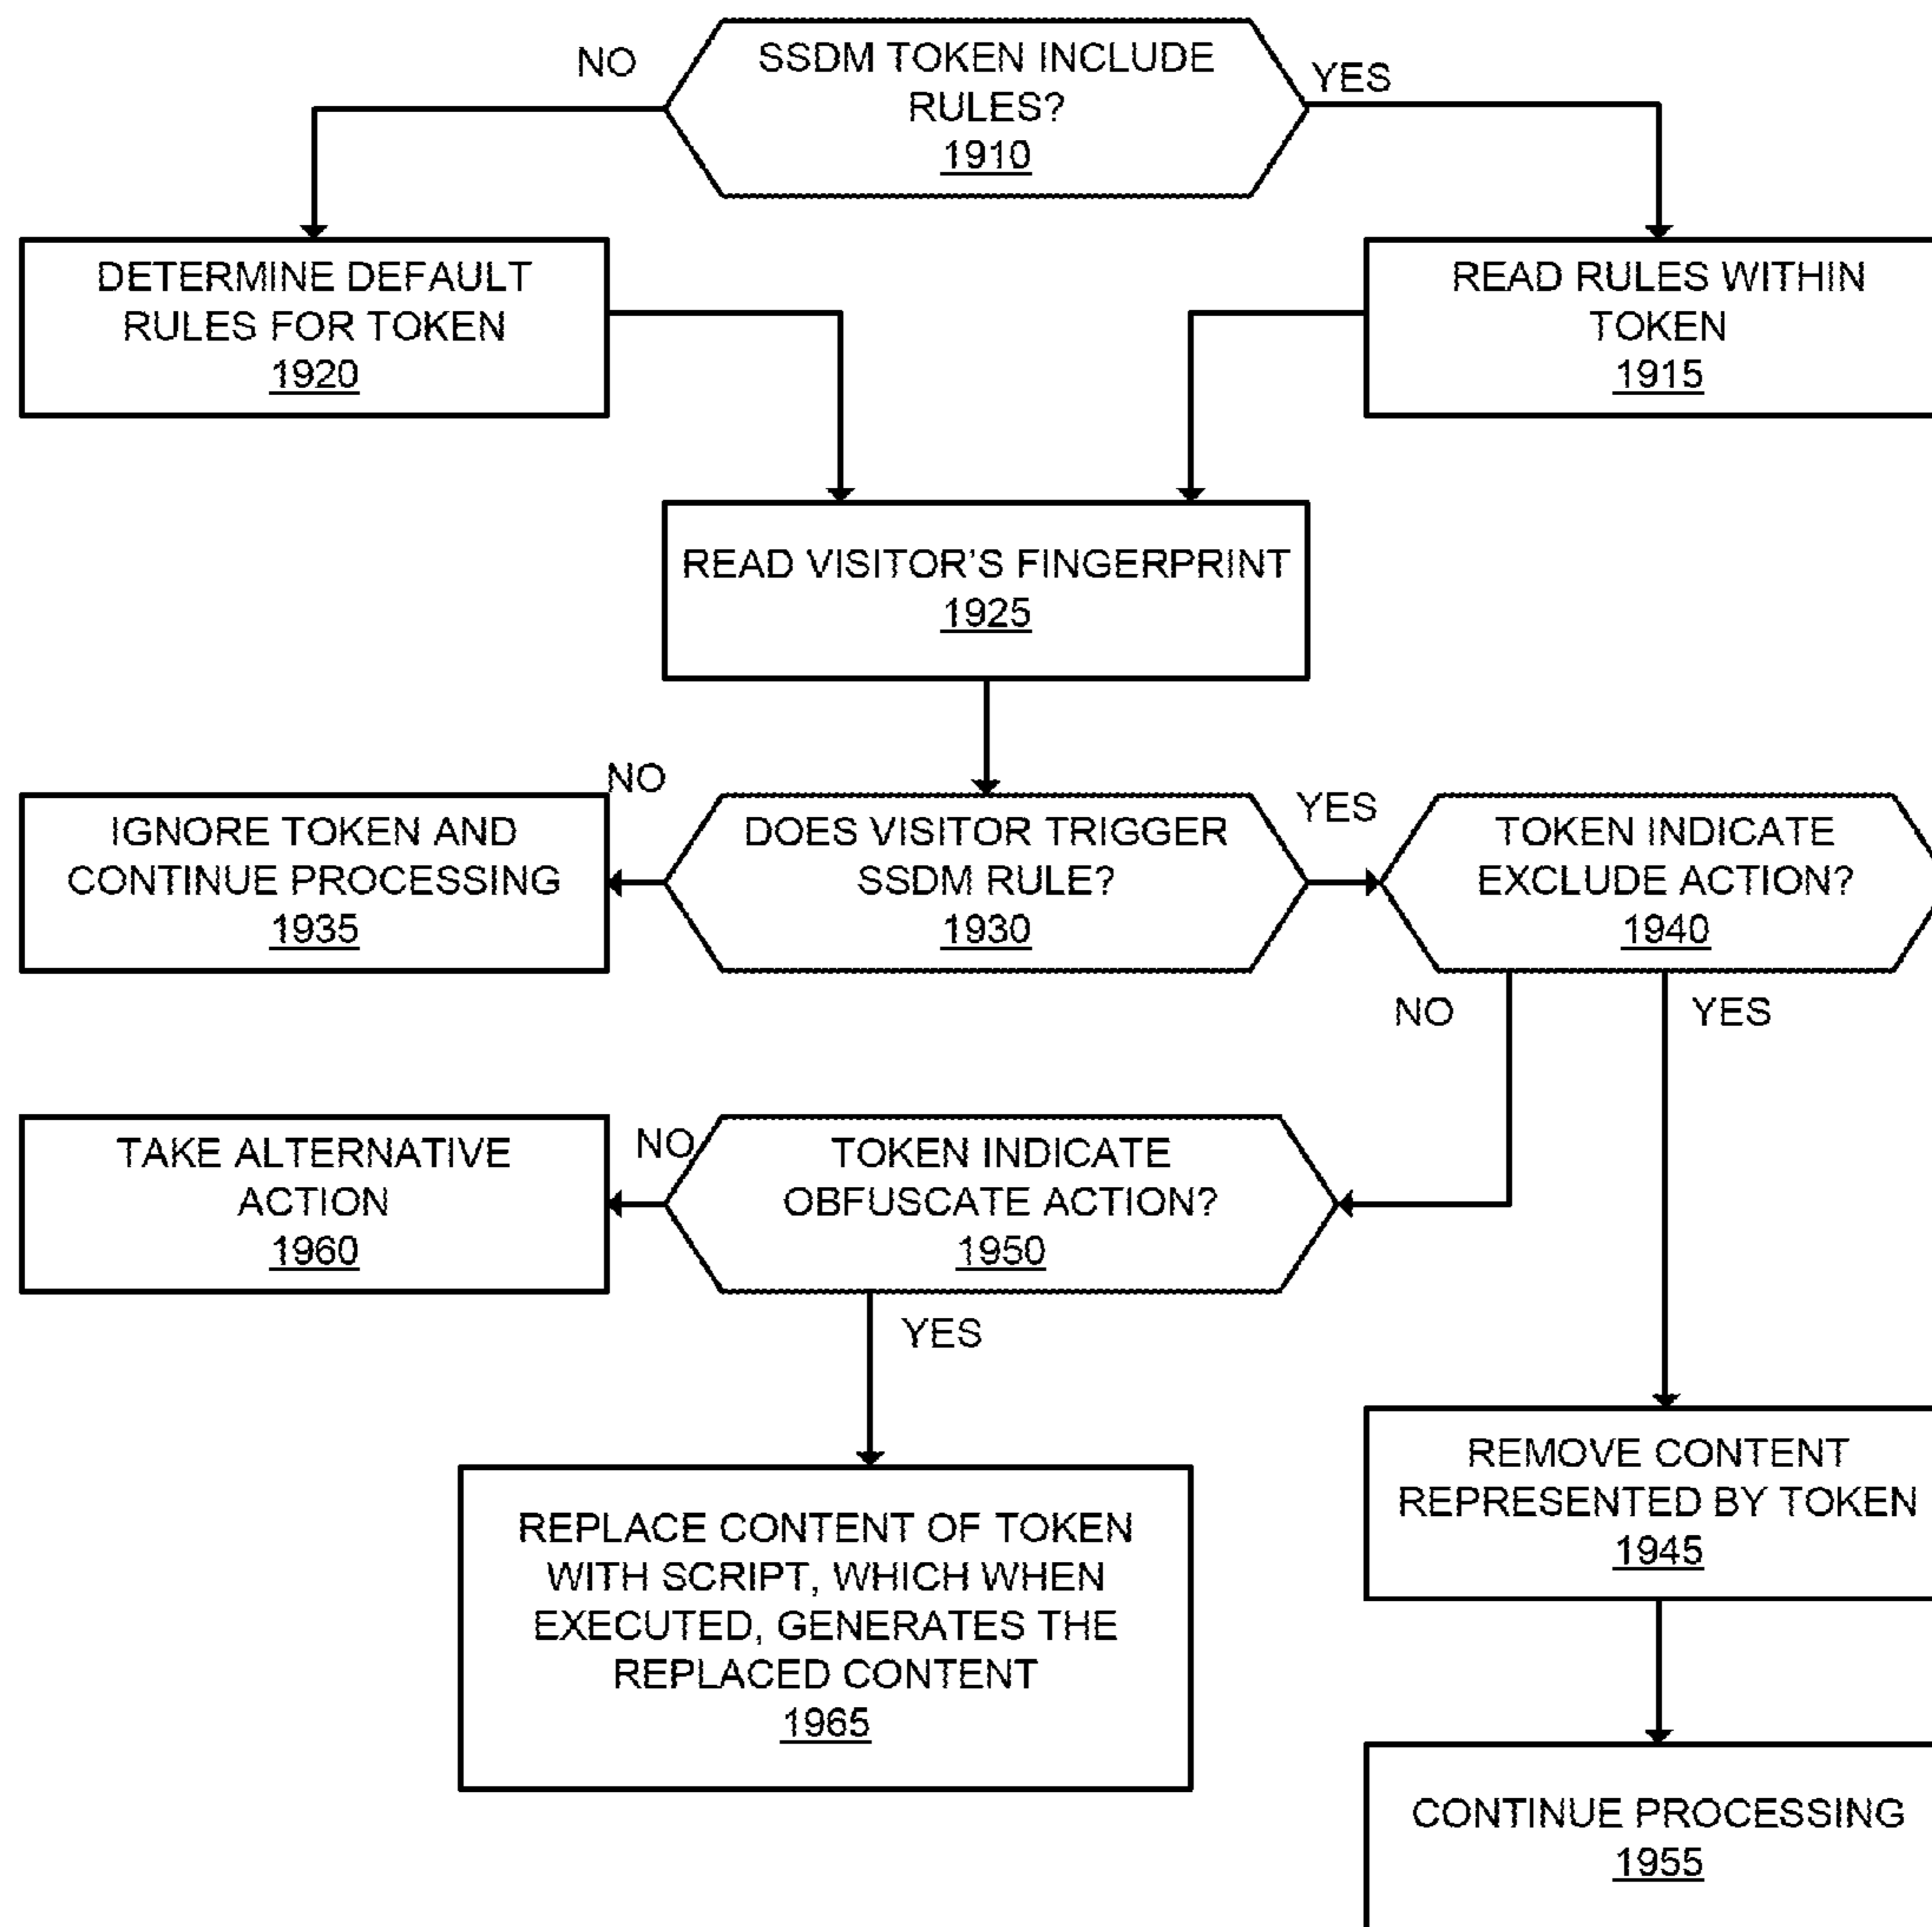 NO
SSDM TOKEN INCLUDE
RULES?
1910
YES
DETERMINE DEFAULT
RULES FOR TOKEN
1920
READ RULES WITHIN
TOKEN
1915
READ VISITOR'S FINGERPRINT
1925
NO
IGNORE TOKEN AND
CONTINUE PROCESSING
1935
DOES VISITOR TRIGGER
SSDM RULE?
1930
YES
TOKEN INDICATE
EXCLUDE ACTION?
1940
NO
YES
TAKE ALTERNATIVE
ACTION
1960
NO
TOKEN INDICATE
OBFUSCATE ACTION?
1950
YES
REPLACE CONTENT OF TOKEN
WITH SCRIPT, WHICH WHEN
EXECUTED, GENERATES THE
REPLACED CONTENT
1965
REMOVE CONTENT
REPRESENTED BY TOKEN
1945
CONTINUE PROCESSING
1955